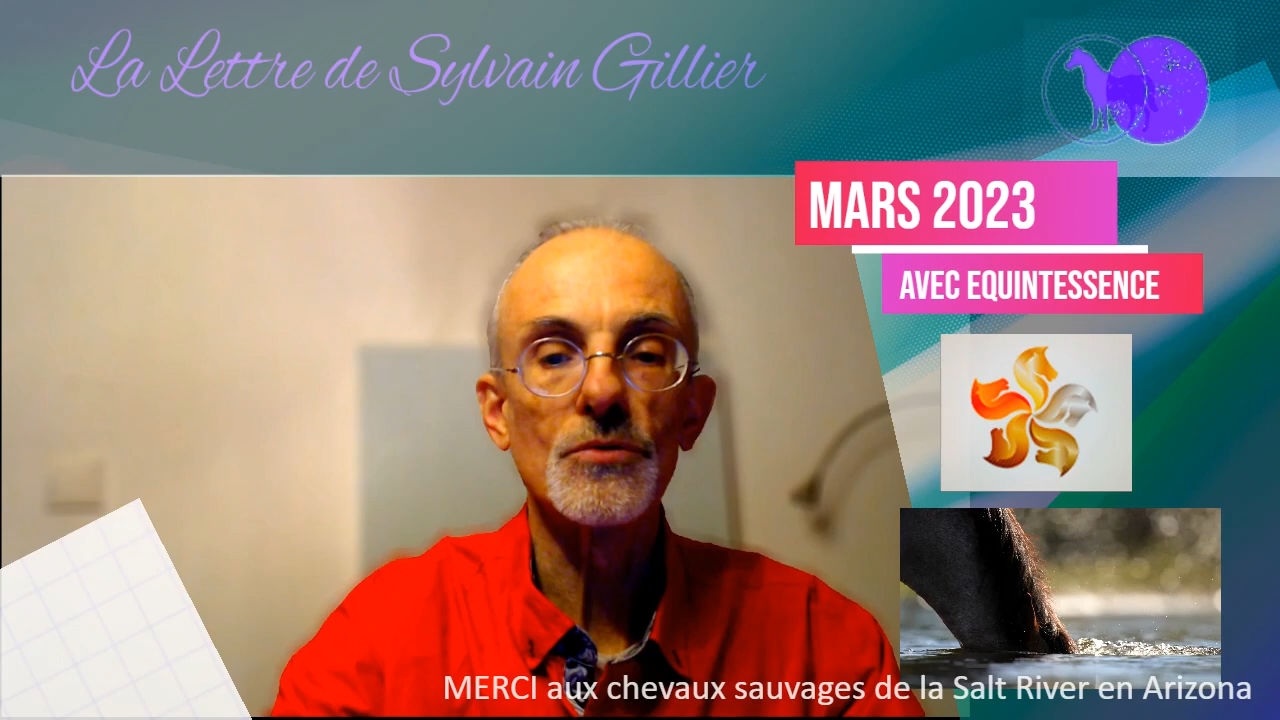 La Lettre de Sylvain Gillier
MARS 2023
AVEC EQUINTESSENCE
MERCI aux chevaux sauvages de la Salt River en Arizona